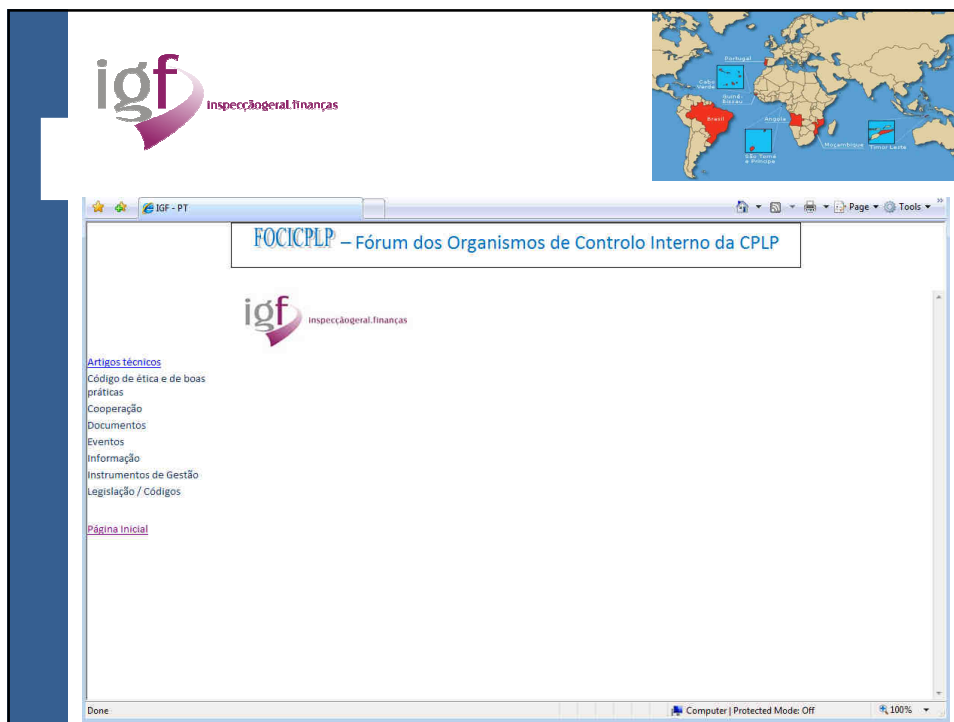 igf
inspecçãogeral.finanças
Portugal
Cabo
Verde
Guiné-
Bissau
Brasil
Angola
São Tomé
e Príncipe
Moçambique
Timor Leste
IGF - PT
Page
Tools
FOCICPLP – Fórum dos Organismos de Controlo Interno da CPLP
igf
inspecçãogeral.finanças
Artigos técnicos
Código de ética e de boas
práticas
Cooperação
Documentos
Eventos
Informação
Instrumentos de Gestão
Legislação / Códigos
Página Inicial
Done
Computer | Protected Mode: Off
100%